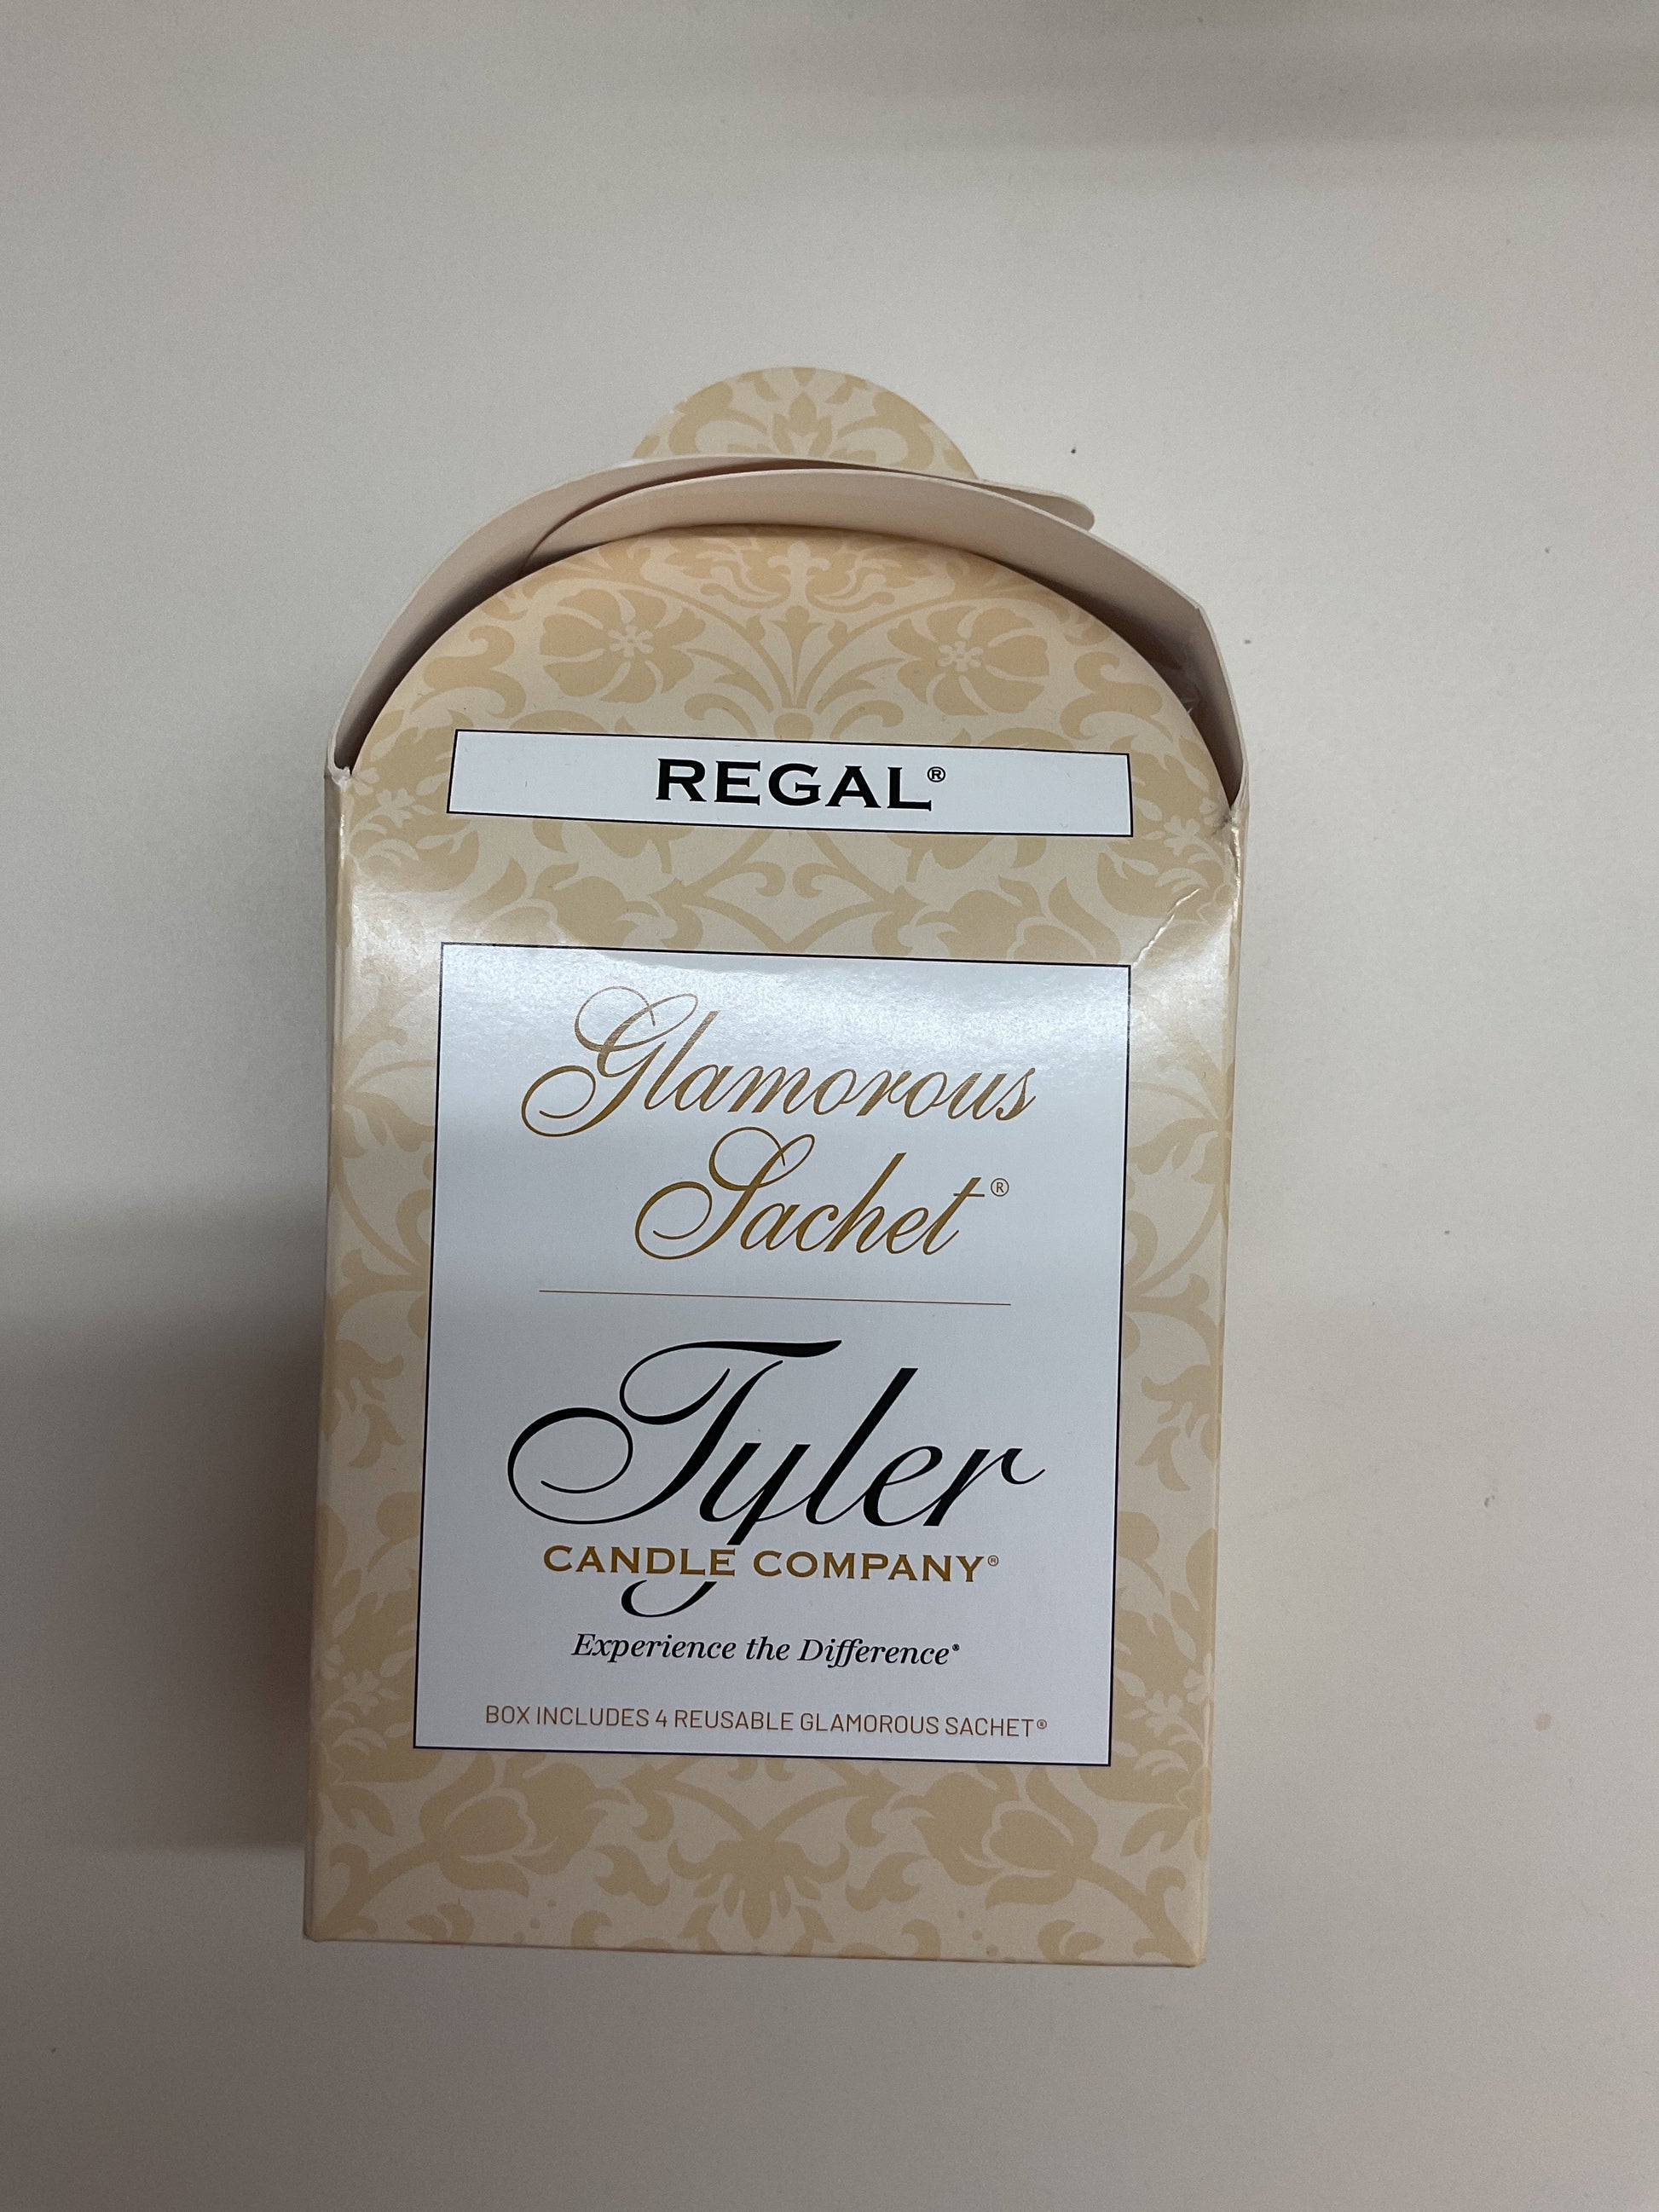 REGAL®
Glamorous
Sachet®
Tyler
CANDLE COMPANY®
Experience the Difference®
BOX INCLUDES 4 REUSABLE GLAMOROUS SACHET®